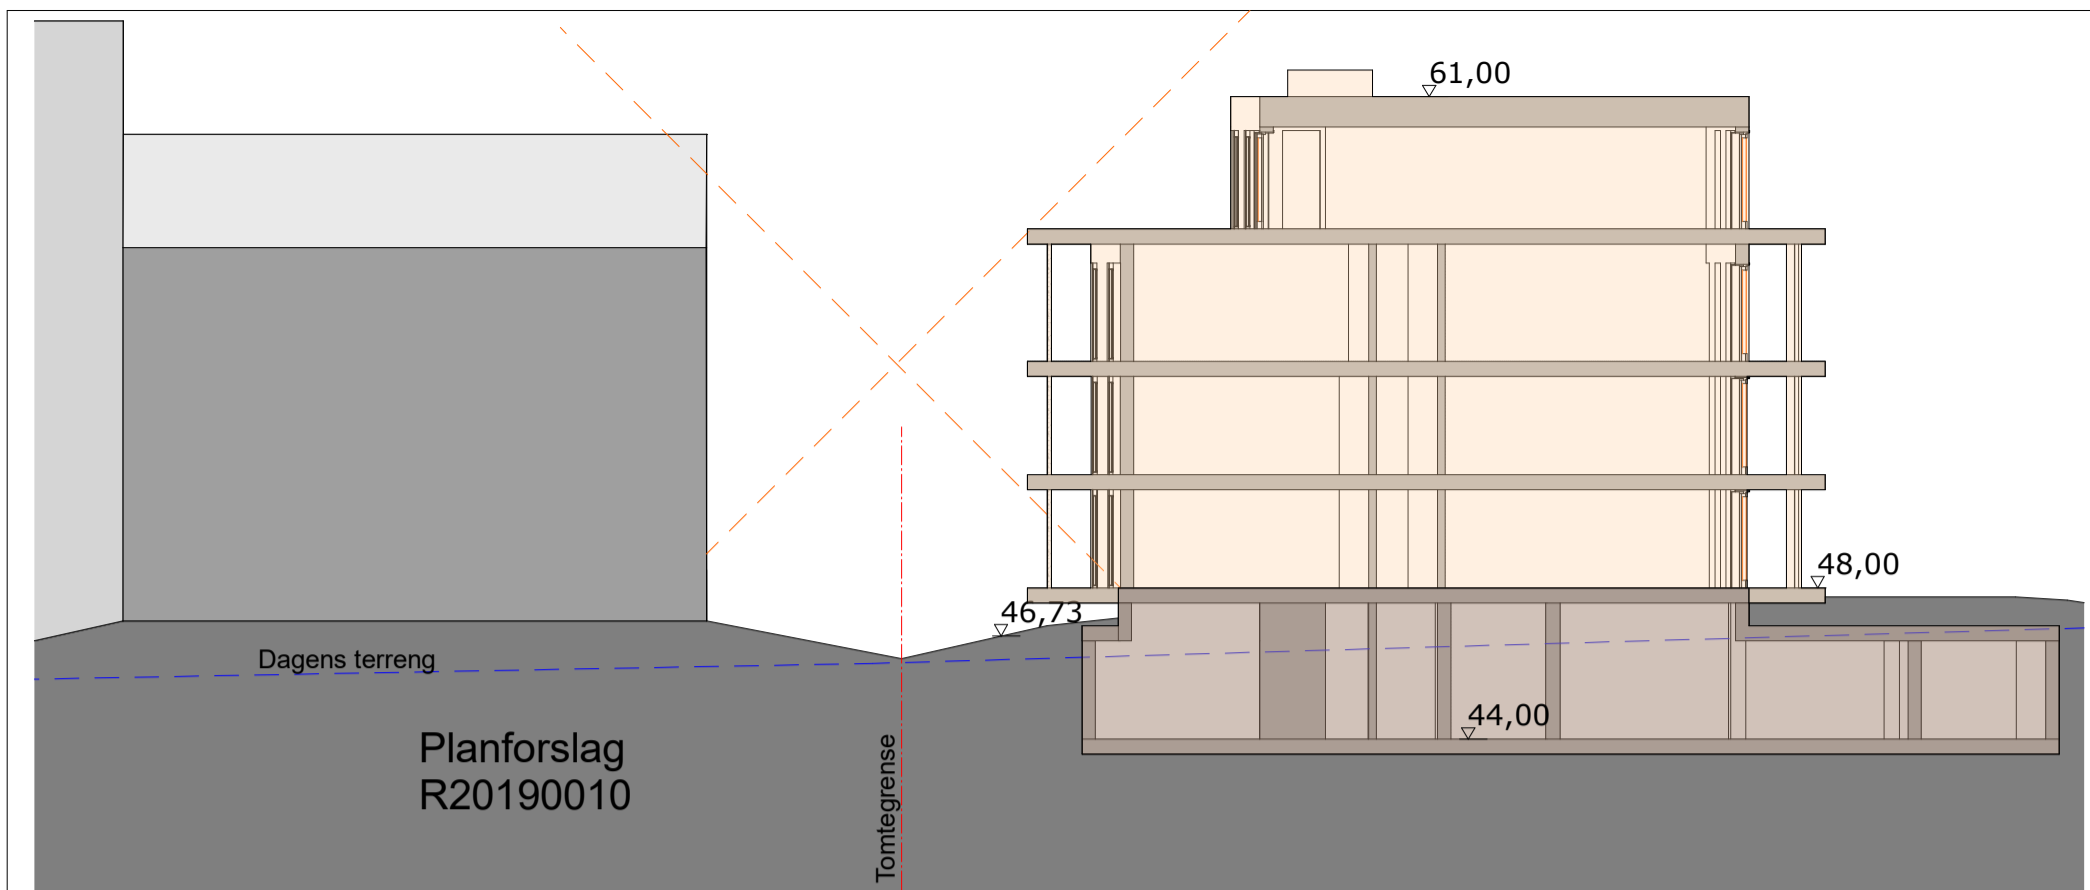 61,00
48,00
46,73
Dagens terreng
44,00
Planforslag
R20190010
Tomtegrense